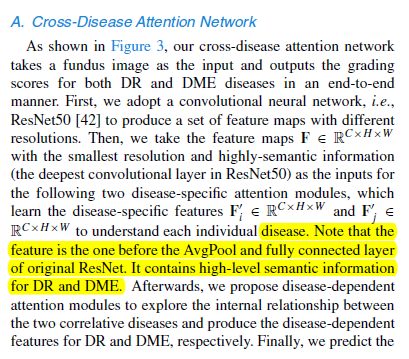 A. Cross-Disease Attention Network
As shown in Figure 3, our cross-disease attention network
takes a fundus image as the input and outputs the grading
scores for both DR and DME diseases in an end-to-end
manner. First, we adopt a convolutional neural network, i.e.,
ResNet50 [42] to produce a set of feature maps with different
resolutions. Then, we take the feature maps F ∈ ℝ^{C×H×W}
with the smallest resolution and highly-semantic information
(the deepest convolutional layer in ResNet50) as the inputs for
the following two disease-specific attention modules, which
learn the disease-specific features F′_i ∈ ℝ^{C×H×W} and F′_j ∈
ℝ^{C×H×W} to understand each individual disease. Note that the
feature is the one before the AvgPool and fully connected layer
of original ResNet. It contains high-level semantic information
for DR and DME. Afterwards, we propose disease-dependent
attention modules to explore the internal relationship between
the two correlative diseases and produce the disease-dependent
features for DR and DME, respectively. Finally, we predict the